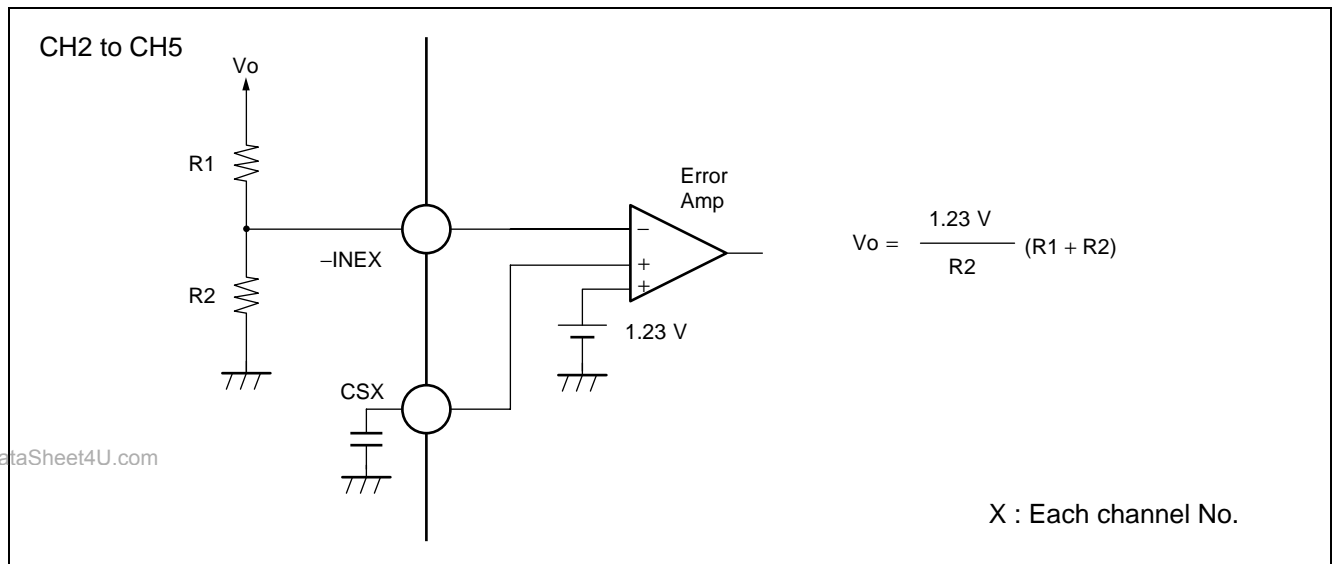 CH2 to CH5
Vo
R1
Error
Amp
−
−INEX
+
+
R2
1.23 V
CSX
Vo = 1.23 V / R2 (R1 + R2)
ataSheet4U.com
X : Each channel No.